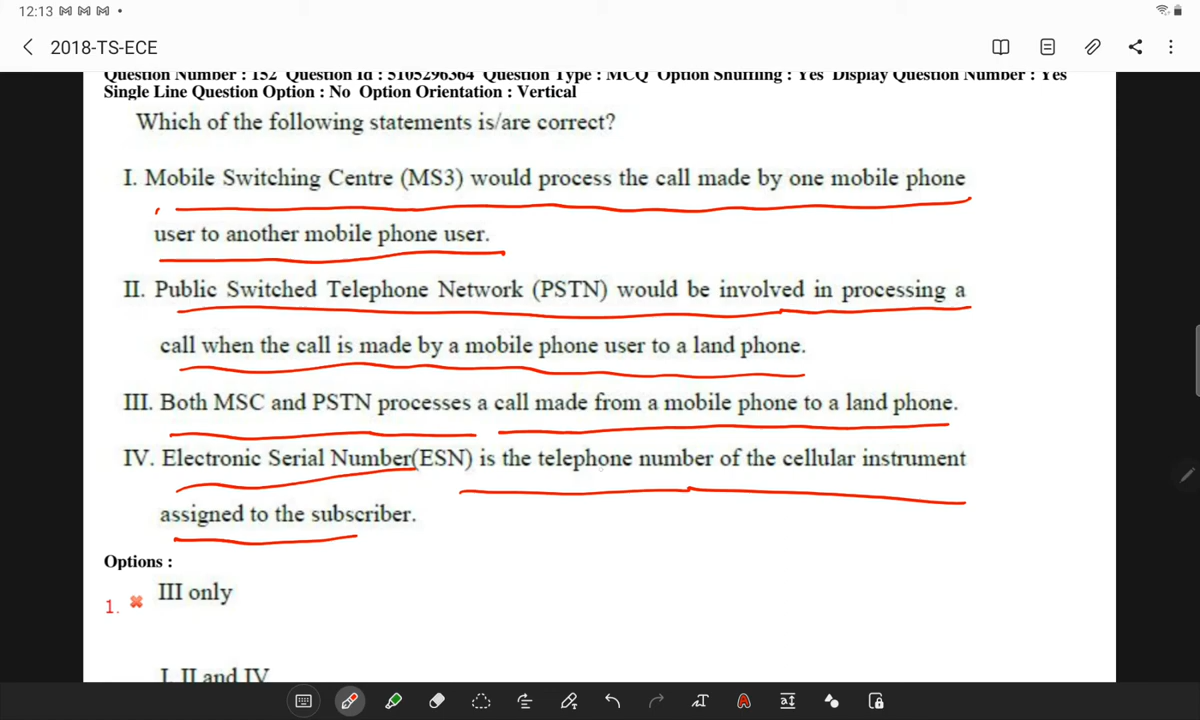 12:13
2018-TS-ECE
Question Number : 152 Question Id : 5105296364 Question Type : MCQ Option Shuffling : Yes Display Question Number : Yes
Single Line Question Option : No Option Orientation : Vertical
Which of the following statements is/are correct?
I. Mobile Switching Centre (MS3) would process the call made by one mobile phone
user to another mobile phone user.
II. Public Switched Telephone Network (PSTN) would be involved in processing a
call when the call is made by a mobile phone user to a land phone.
III. Both MSC and PSTN processes a call made from a mobile phone to a land phone.
IV. Electronic Serial Number(ESN) is the telephone number of the cellular instrument
assigned to the subscriber.
Options :
III only
1.
I, II and IV